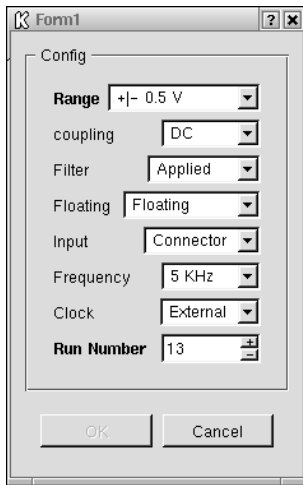 Form1
Config
Range +|- 0.5 V
coupling DC
Filter Applied
Floating Floating
Input Connector
Frequency 5 KHz
Clock External
Run Number 13
OK Cancel